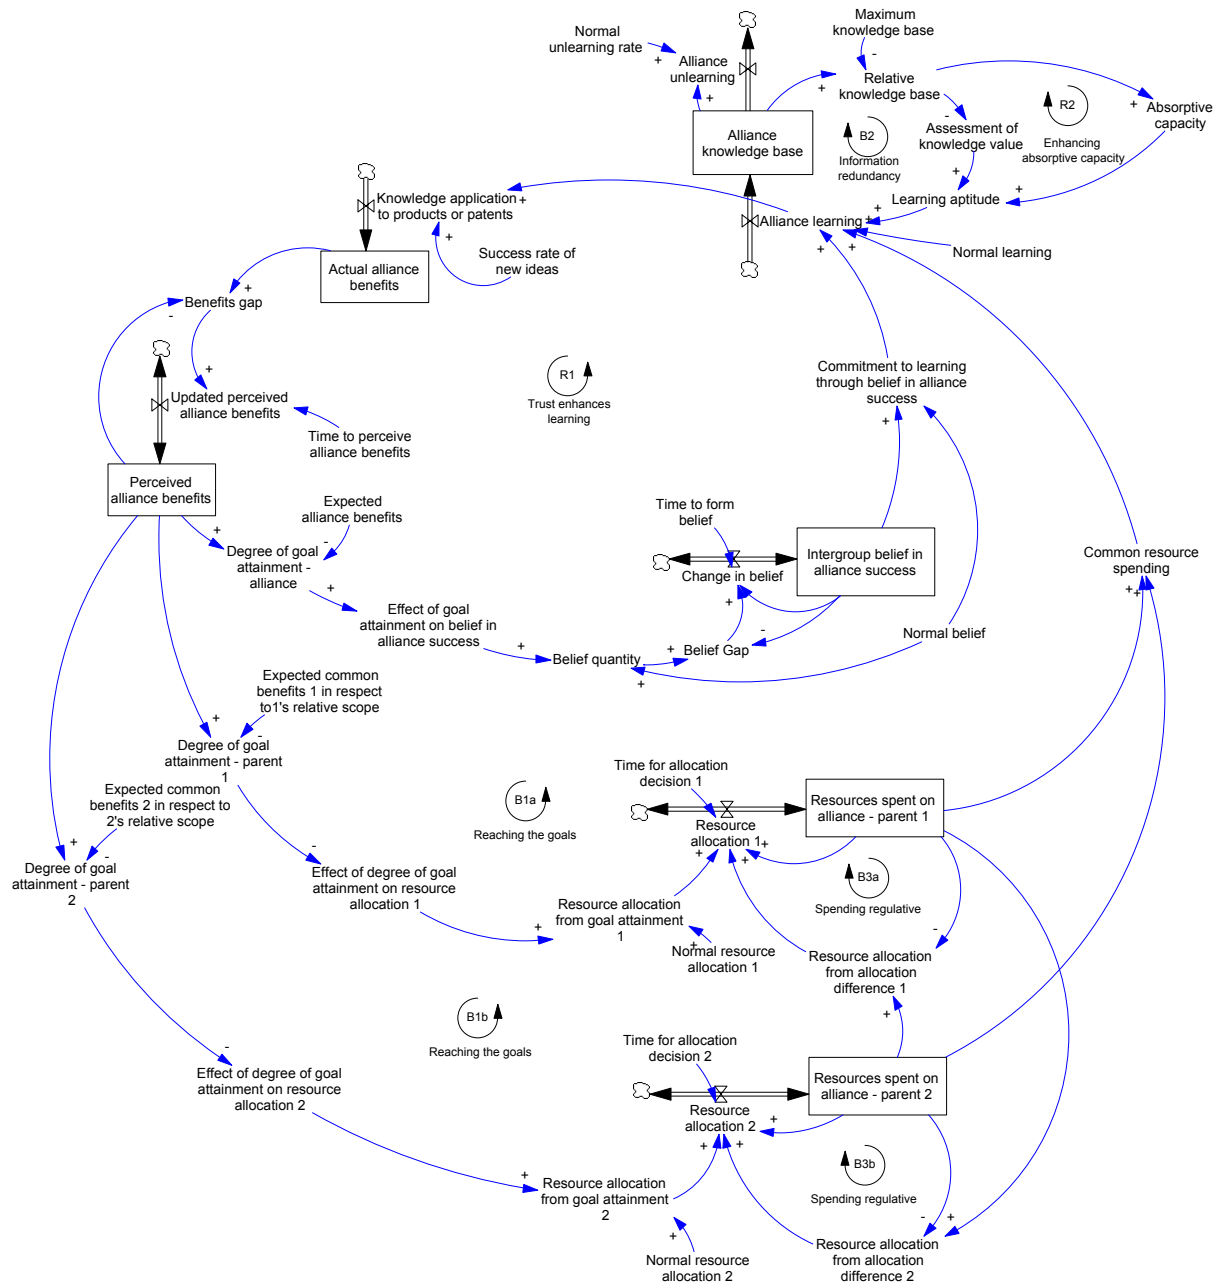 Normal
unlearning rate
+
Alliance
unlearning
+
Maximum
knowledge base
-
+
Relative
knowledge base
-
R2
+
Absorptive
capacity
Alliance
knowledge base
B2
Information
redundancy
Assessment of
knowledge value
Enhancing
absorptive capacity
+
+
Learning aptitude
+
+
Alliance learning
+
+
Normal learning
Knowledge application
to products or patents
+
+
Success rate of
new ideas
Actual alliance
benefits
+
Benefits gap
-
+
Updated perceived
alliance benefits
Time to perceive
alliance benefits
R1
Trust enhances
learning
Commitment to learning
through belief in alliance
success
+
Perceived
alliance benefits
Expected
alliance benefits
+
-
Degree of goal
attainment -
alliance
+
Effect of goal
attainment on belief in
alliance success
+
Time to form
belief
Change in belief
Intergroup belief in
alliance success
+
-
Belief quantity
+
Belief Gap
+
Normal belief
Common resource
spending
+
+
Expected common
benefits 1 in respect
to1's relative scope
+
-
Degree of goal
attainment - parent
1
Expected common
benefits 2 in respect to
2's relative scope
+
-
Degree of goal
attainment - parent
2
-
Effect of degree of goal
attainment on resource
allocation 1
+
B1a
Reaching the goals
Time for allocation
decision 1
Resource
allocation 1
+
+
+
Resources spent on
alliance - parent 1
B3a
Spending regulative
-
Resource allocation
from goal attainment
1
+
Normal resource
allocation 1
Resource allocation
from allocation
difference 1
+
B1b
Reaching the goals
-
Effect of degree of goal
attainment on resource
allocation 2
+
Time for allocation
decision 2
Resource
allocation 2
+
+
+
Resources spent on
alliance - parent 2
B3b
Spending regulative
-
+
Resource allocation
from goal attainment
2
+
Normal resource
allocation 2
Resource allocation
from allocation
difference 2